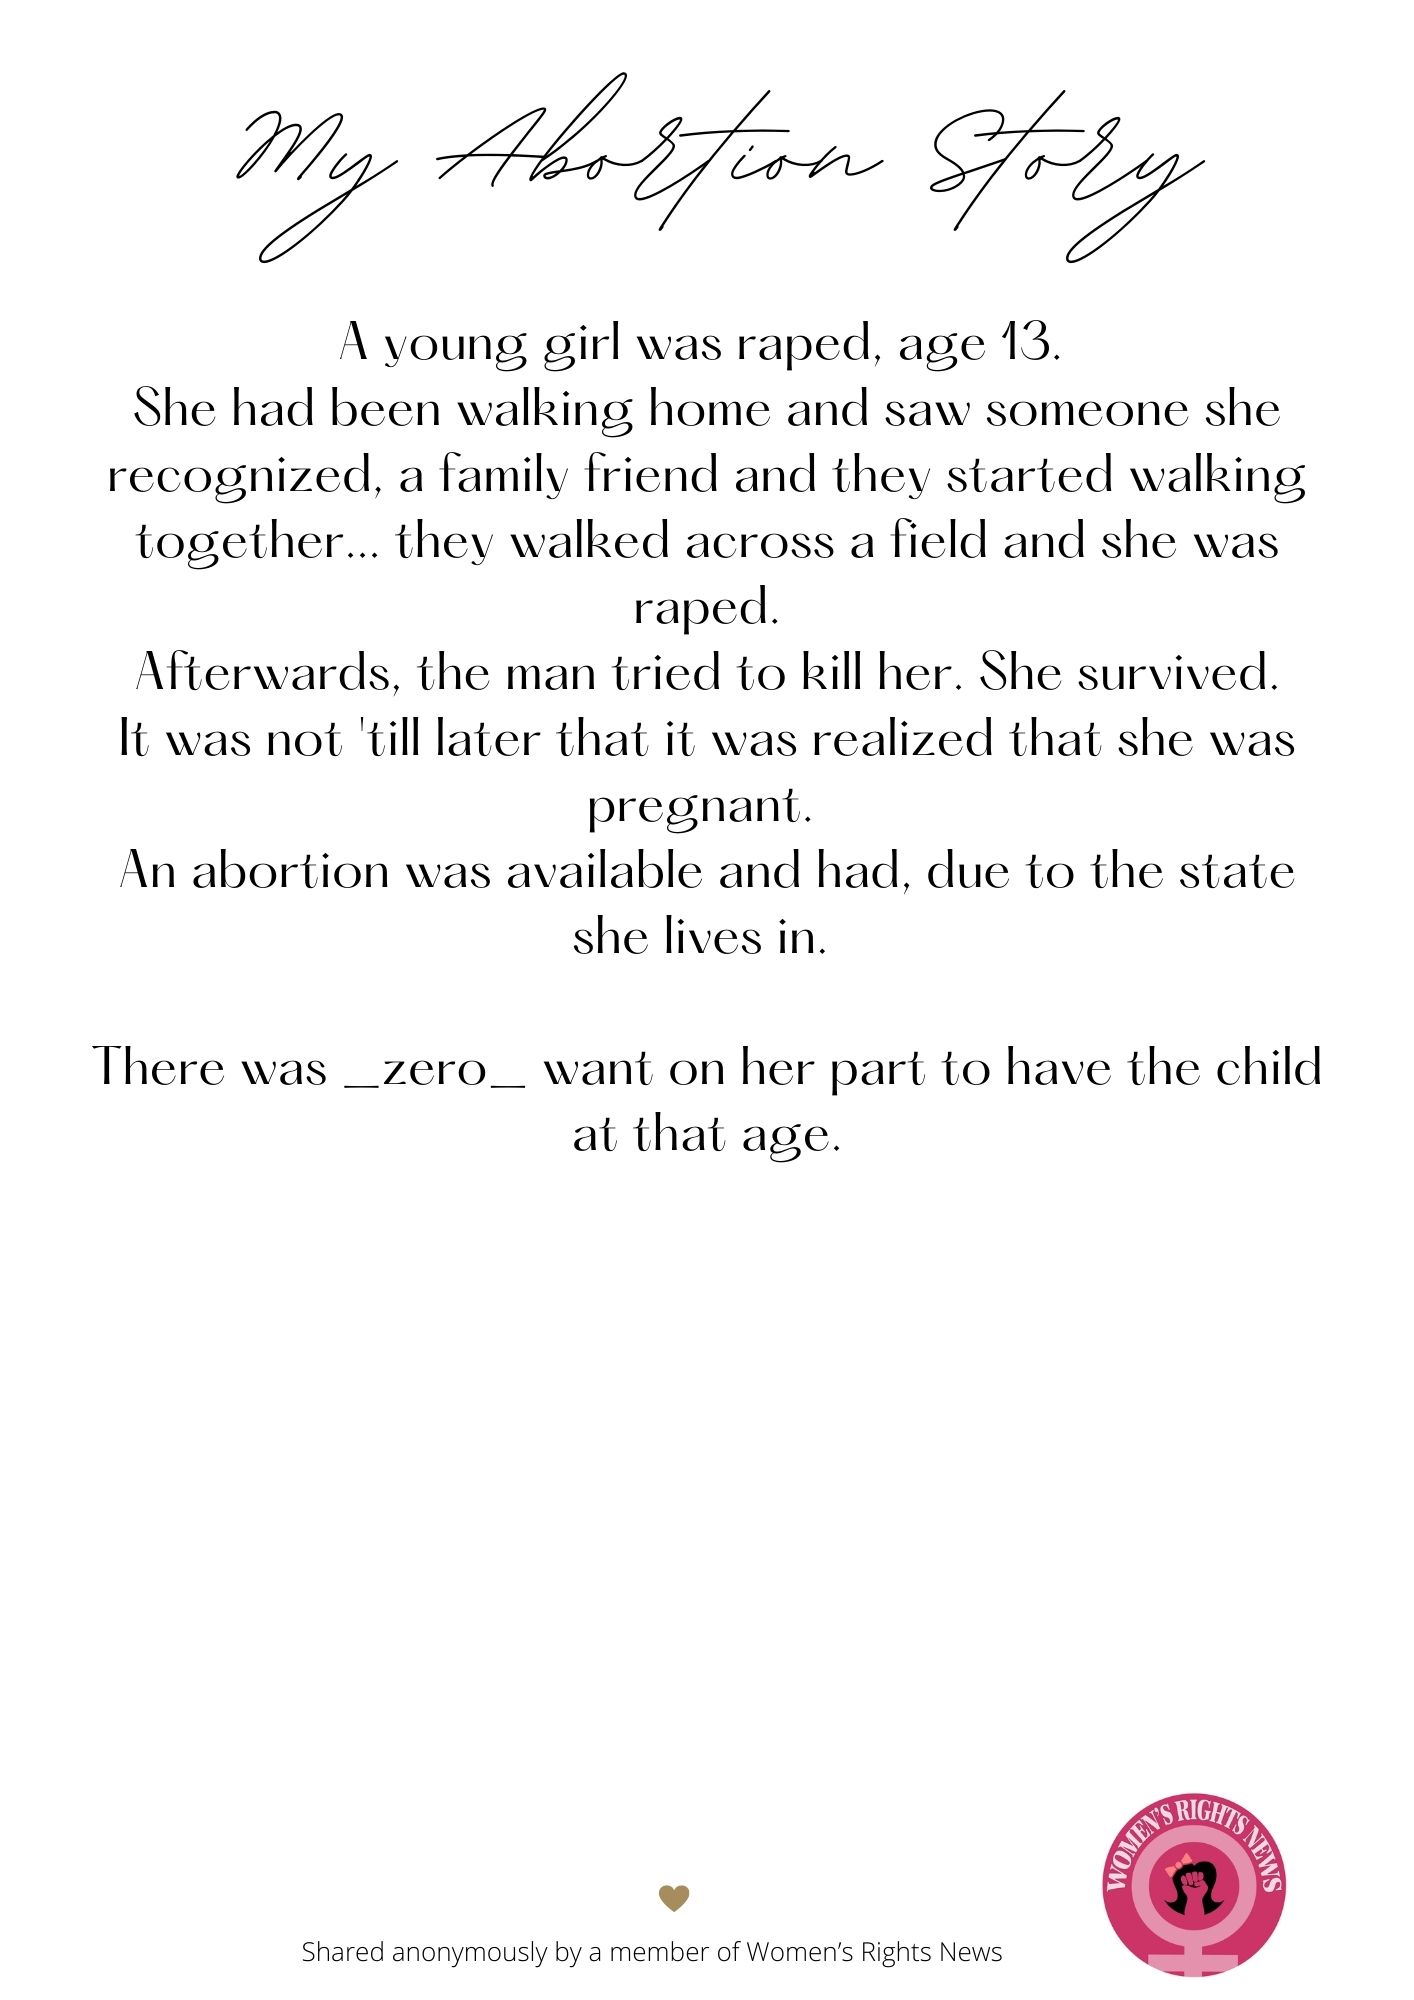 My Abortion Story
A young girl was raped, age 13.
She had been walking home and saw someone she
recognized, a family friend and they started walking
together... they walked across a field and she was
raped.
Afterwards, the man tried to kill her. She survived.
It was not 'till later that it was realized that she was
pregnant.
An abortion was available and had, due to the state
she lives in.
There was _zero_ want on her part to have the child
at that age.
WOMEN'S RIGHTS NEWS
Shared anonymously by a member of Women’s Rights News